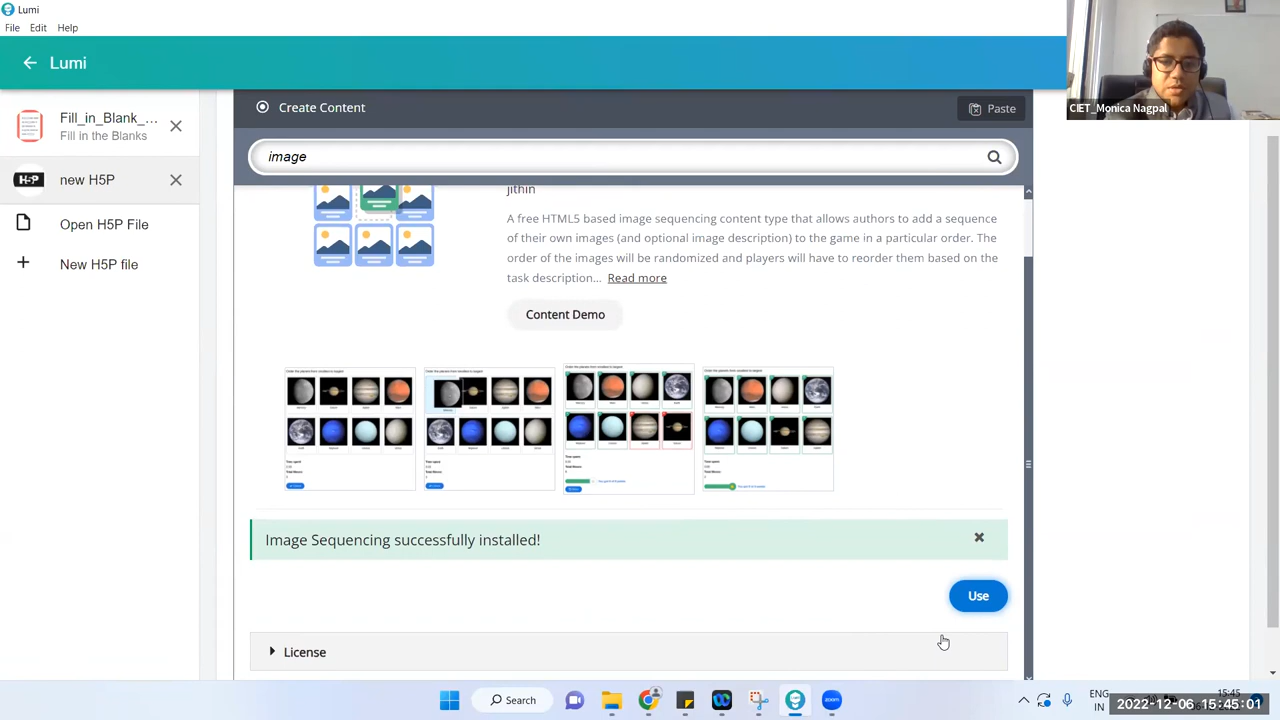 Lumi
File Edit Help
Lumi
CIET_Monica Nagpal
Fill_in_Blank_...
Fill in the Blanks
new H5P
Open H5P File
New H5P file
Create Content
Paste
image
jithin
A free HTML5 based image sequencing content type that allows authors to add a sequence
of their own images (and optional image description) to the game in a particular order. The
order of the images will be randomized and players will have to reorder them based on the
task description... Read more
Content Demo
Image Sequencing successfully installed!
Use
License
Search
ENG
IN
15:45
2022-12-06 15:45:01